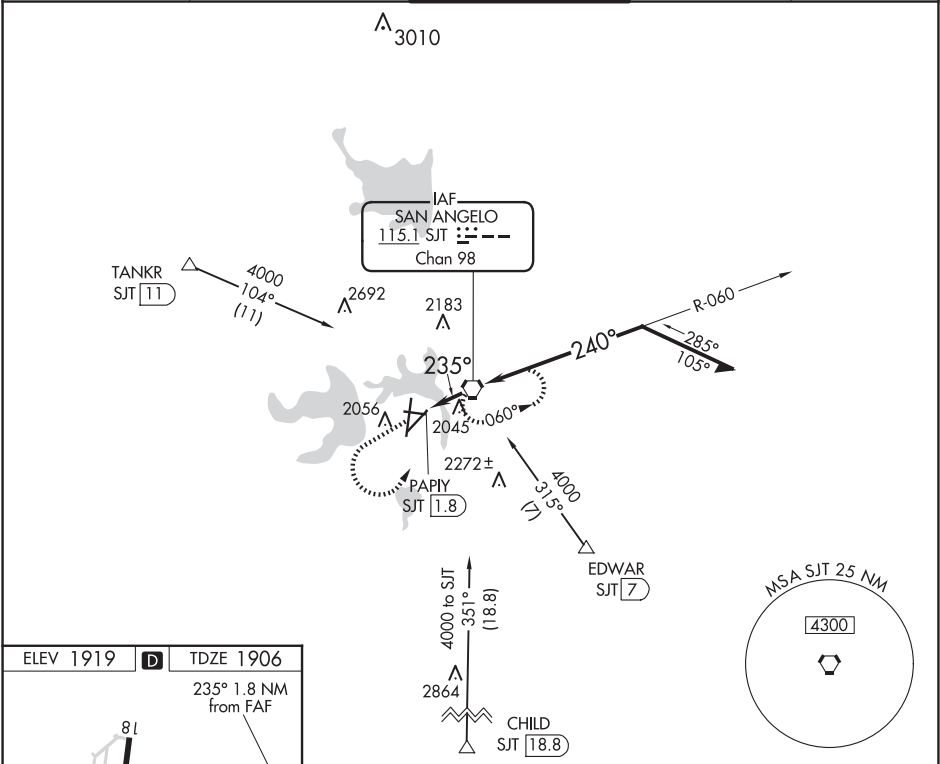 3010
IAF
SAN ANGELO
115.1 SJT
Chan 98
TANKR
SJT 11
4000
104°
(11)
2692
2183
R-060
285°
105°
240°
235°
2056
2045
060°
2272±
PAPIY
SJT 1.8
4000
315°
(7)
EDWAR
SJT 7
MSA SJT 25 NM
4300
4000 to SJT
351°
(18.8)
2864
CHILD
SJT 18.8
ELEV 1919
D
TDZE 1906
235° 1.8 NM
from FAF
18